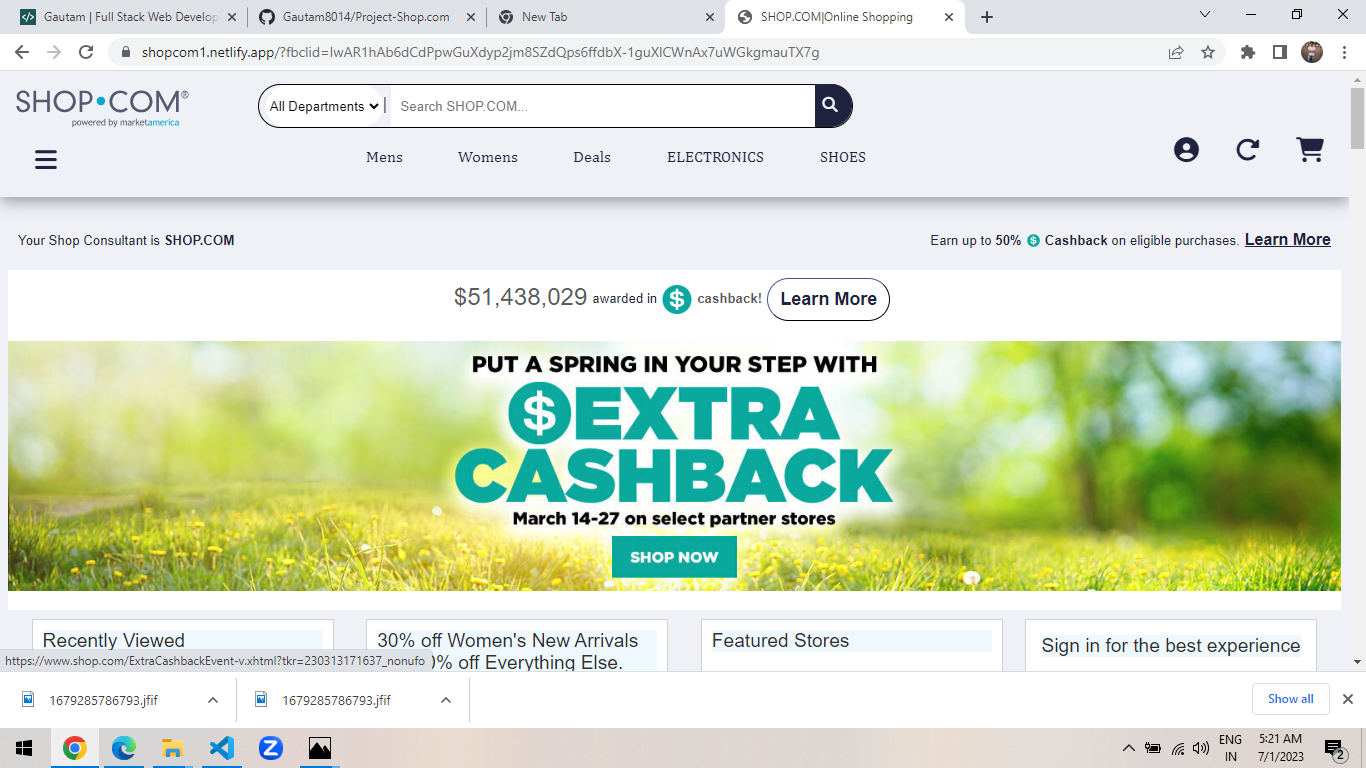 Gautam | Full Stack Web Develop
Gautam8014/Project-Shop.com
New Tab
SHOP.COM|Online Shopping
shopcom1.netlify.app/?fbclid=IwAR1hAb6dCdPpwGuXdyp2jm8SZdQps6ffdbX-1guXlCWnAx7uWGkgmauTX7g
SHOP•COM®
powered by marketamerica
All Departments | Search SHOP.COM...
Mens Womens Deals ELECTRONICS SHOES
Your Shop Consultant is SHOP.COM
Earn up to 50% $ Cashback on eligible purchases. Learn More
$51,438,029 awarded in $ cashback! Learn More
PUT A SPRING IN YOUR STEP WITH
$EXTRA
CASHBACK
March 14-27 on select partner stores
SHOP NOW
Recently Viewed
30% off Women's New Arrivals
0% off Everything Else.
Featured Stores
Sign in for the best experience
https://www.shop.com/ExtraCashbackEvent-v.xhtml?tkr=230313171637_nonufo
1679285786793.jfif
1679285786793.jfif
Show all
ENG
IN
5:21 AM
7/1/2023
2